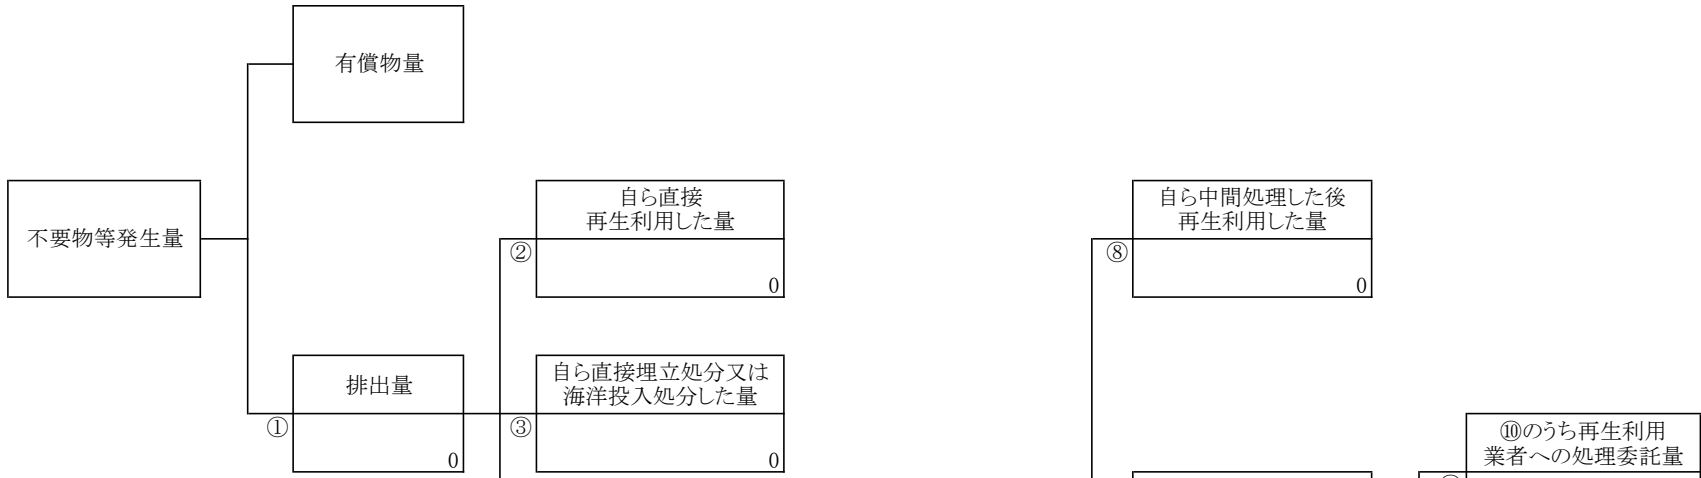 有償物量
不要物等発生量
自ら直接
再生利用した量
②
0
自ら中間処理した後
再生利用した量
⑧
0
排出量
①
0
自ら直接埋立処分又は
海洋投入処分した量
③
0
⑩のうち再生利用
業者への処理委託量